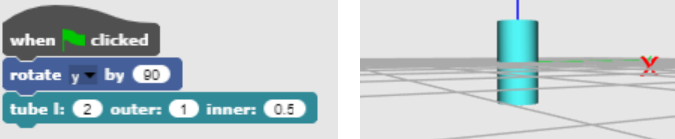 when clicked
rotate y by 90
tube l: 2 outer: 1 inner: 0.5
X